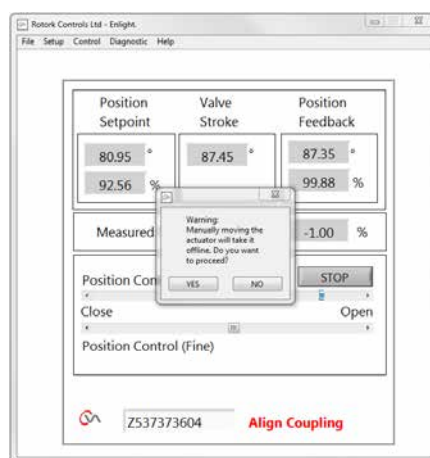 Rotork Controls Ltd - Enlight.
File Setup Control Diagnostic Help
Position Setpoint
Valve Stroke
Position Feedback
80.95 °
87.45 °
87.35 °
92.56 %
99.88 %
Measured
-1.00 %
Warning:
Manually moving the
actuator will take it
offline. Do you want
to proceed?
YES NO
Position Con
STOP
Close Open
Position Control (Fine)
Z537373604 Align Coupling